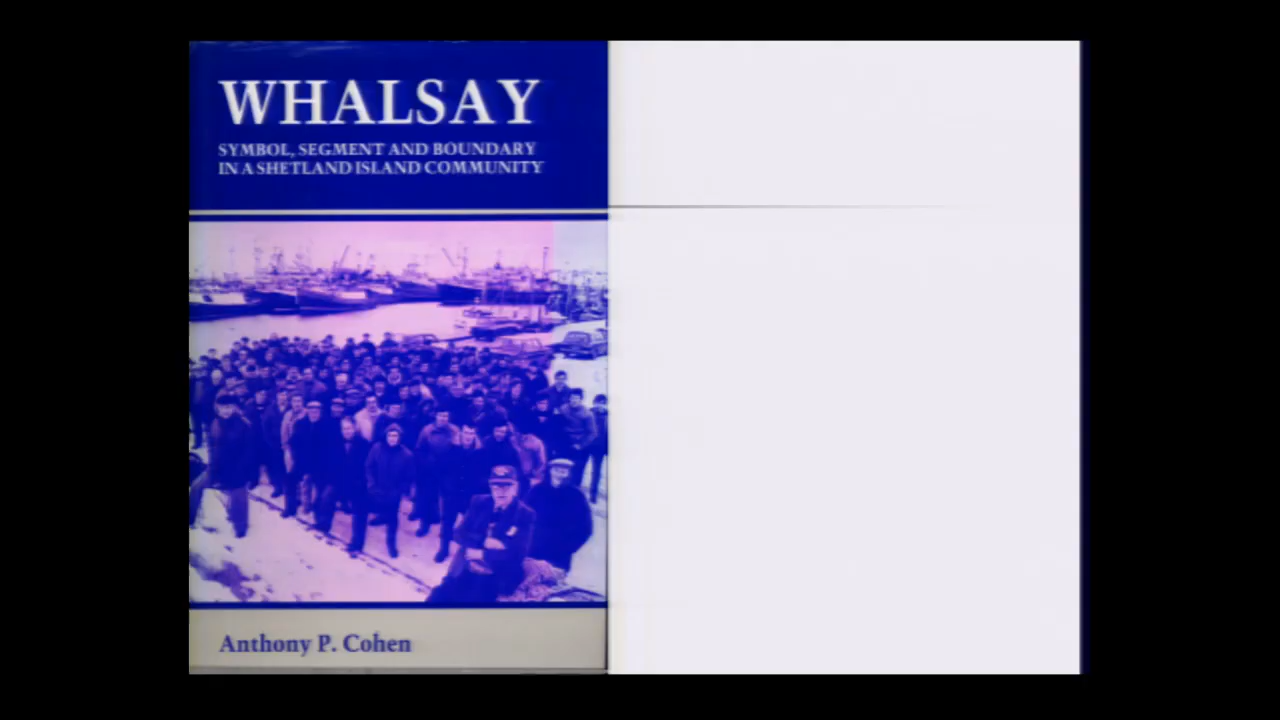 WHALSAY
SYMBOL, SEGMENT AND BOUNDARY
IN A SHETLAND ISLAND COMMUNITY
Anthony P. Cohen